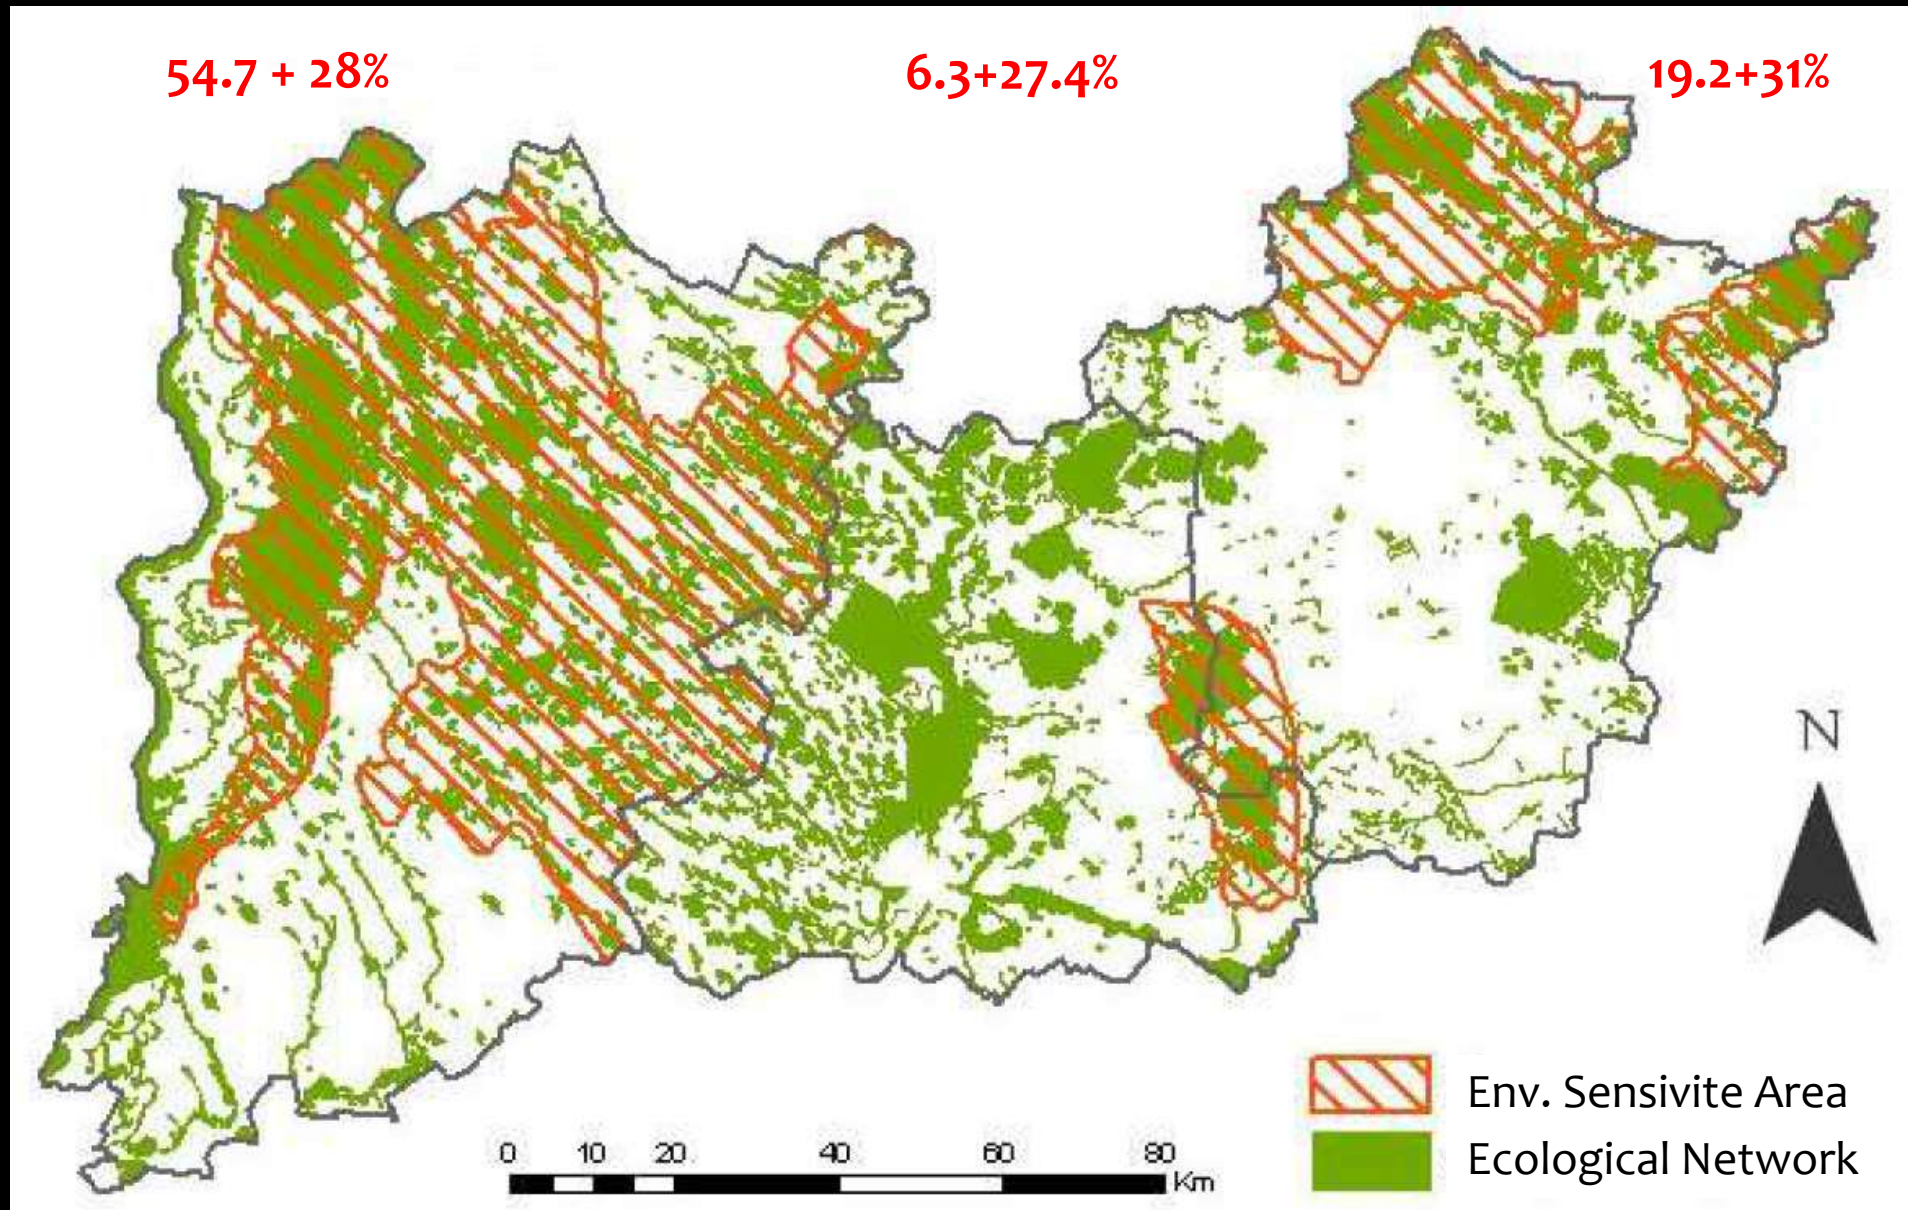 54.7 + 28%
6.3+27.4%
19.2+31%
N
0 10 20 40 60 80
Km
Env. Sensivite Area
Ecological Network